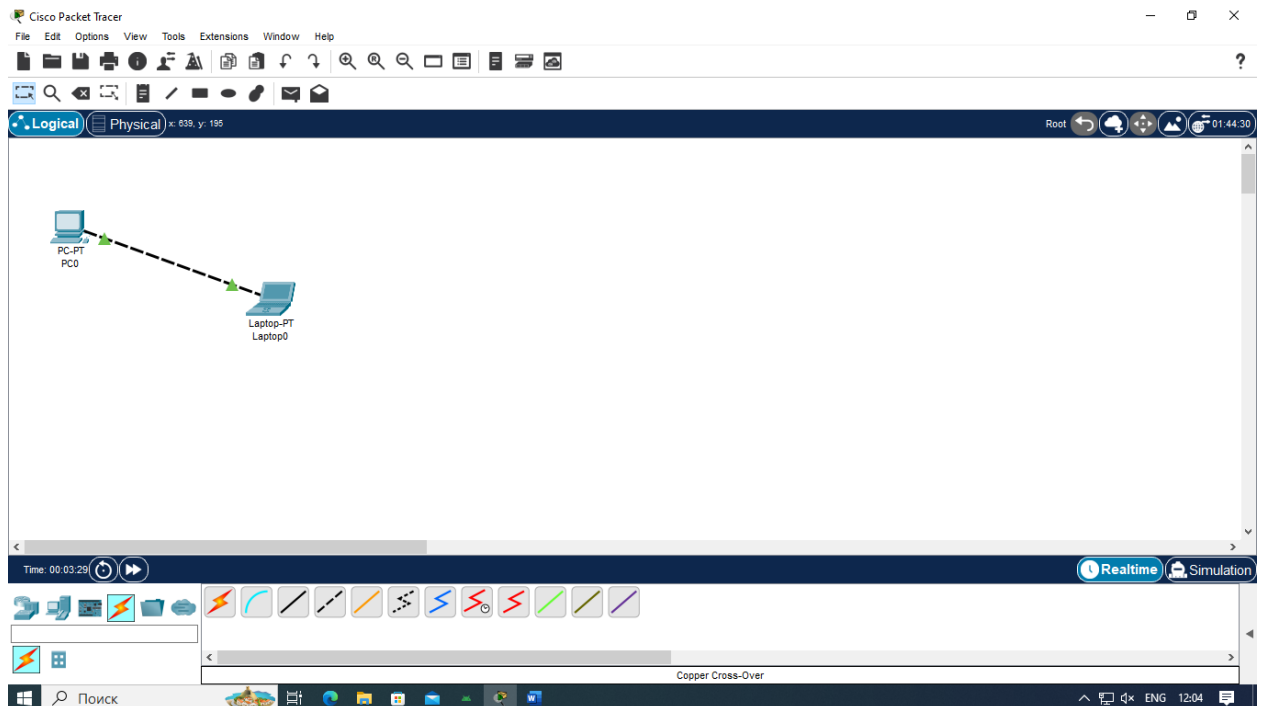 Cisco Packet Tracer
File Edit Options View Tools Extensions Window Help
?
Logical Physical x: 639, y: 195 Root 01:44:30
PC-PT
PC0
Laptop-PT
Laptop0
Time: 00:03:29 Realtime Simulation
Copper Cross-Over
Поиск ENG 12:04